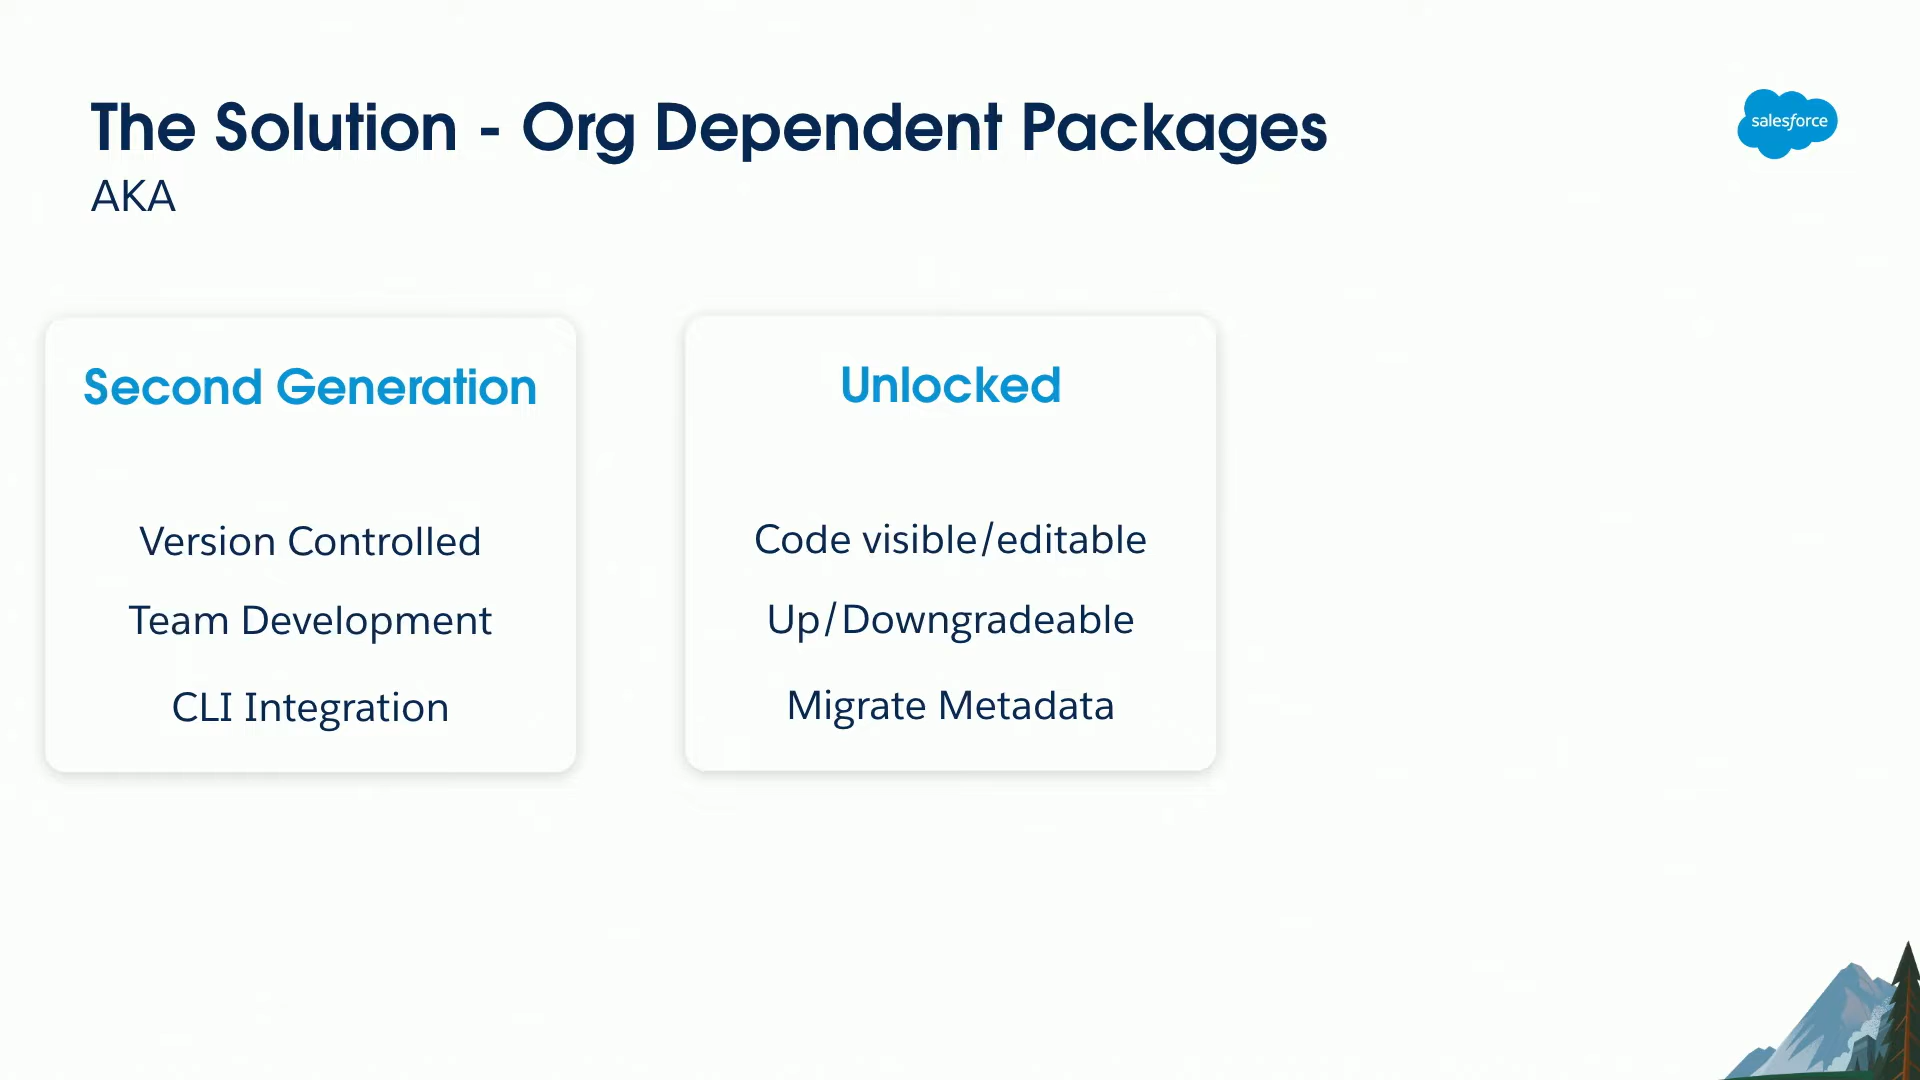 The Solution - Org Dependent Packages
AKA
salesforce
Second Generation
Version Controlled
Team Development
CLI Integration
Unlocked
Code visible/editable
Up/Downgradeable
Migrate Metadata